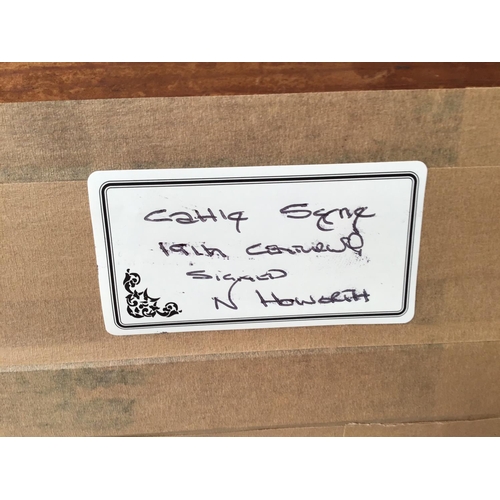 Cattle Scene
19th Century
Signed
N Howorth